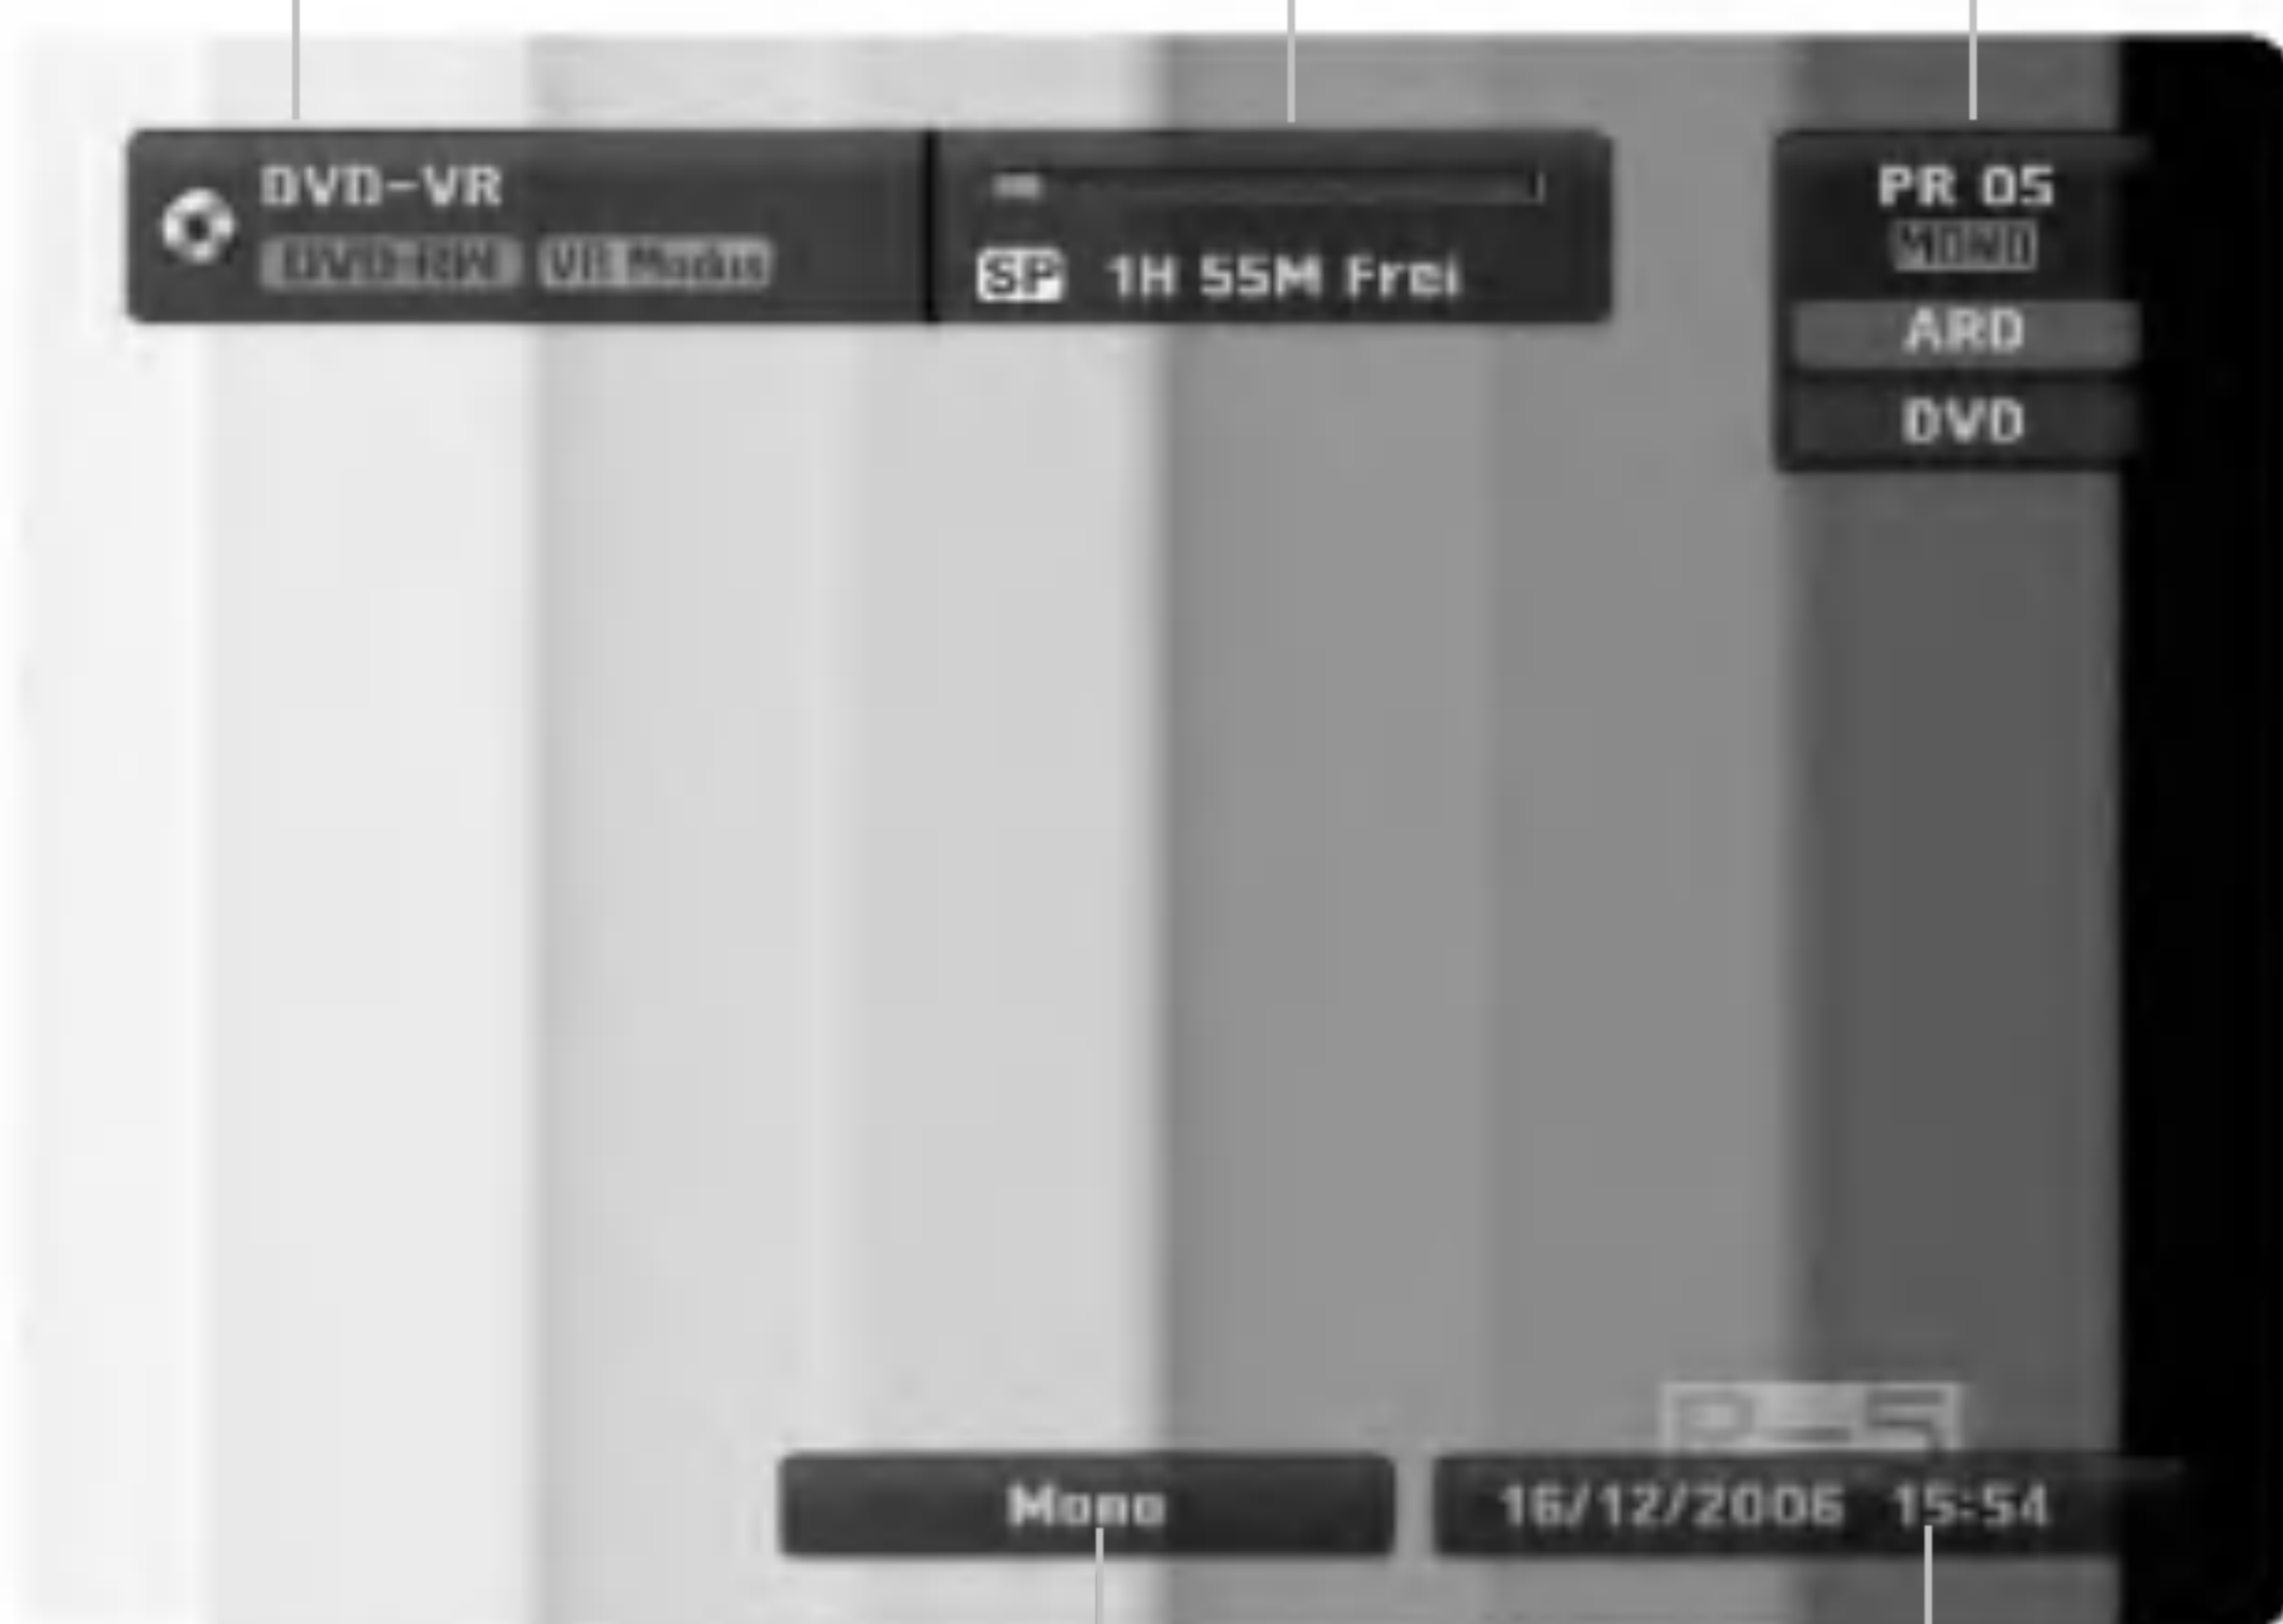 DVD-VR
DVD-RW VR Modus
SP 1H 55M Frei
PR 05
MONO
ARD
DVD
Mono
16/12/2006 15:54